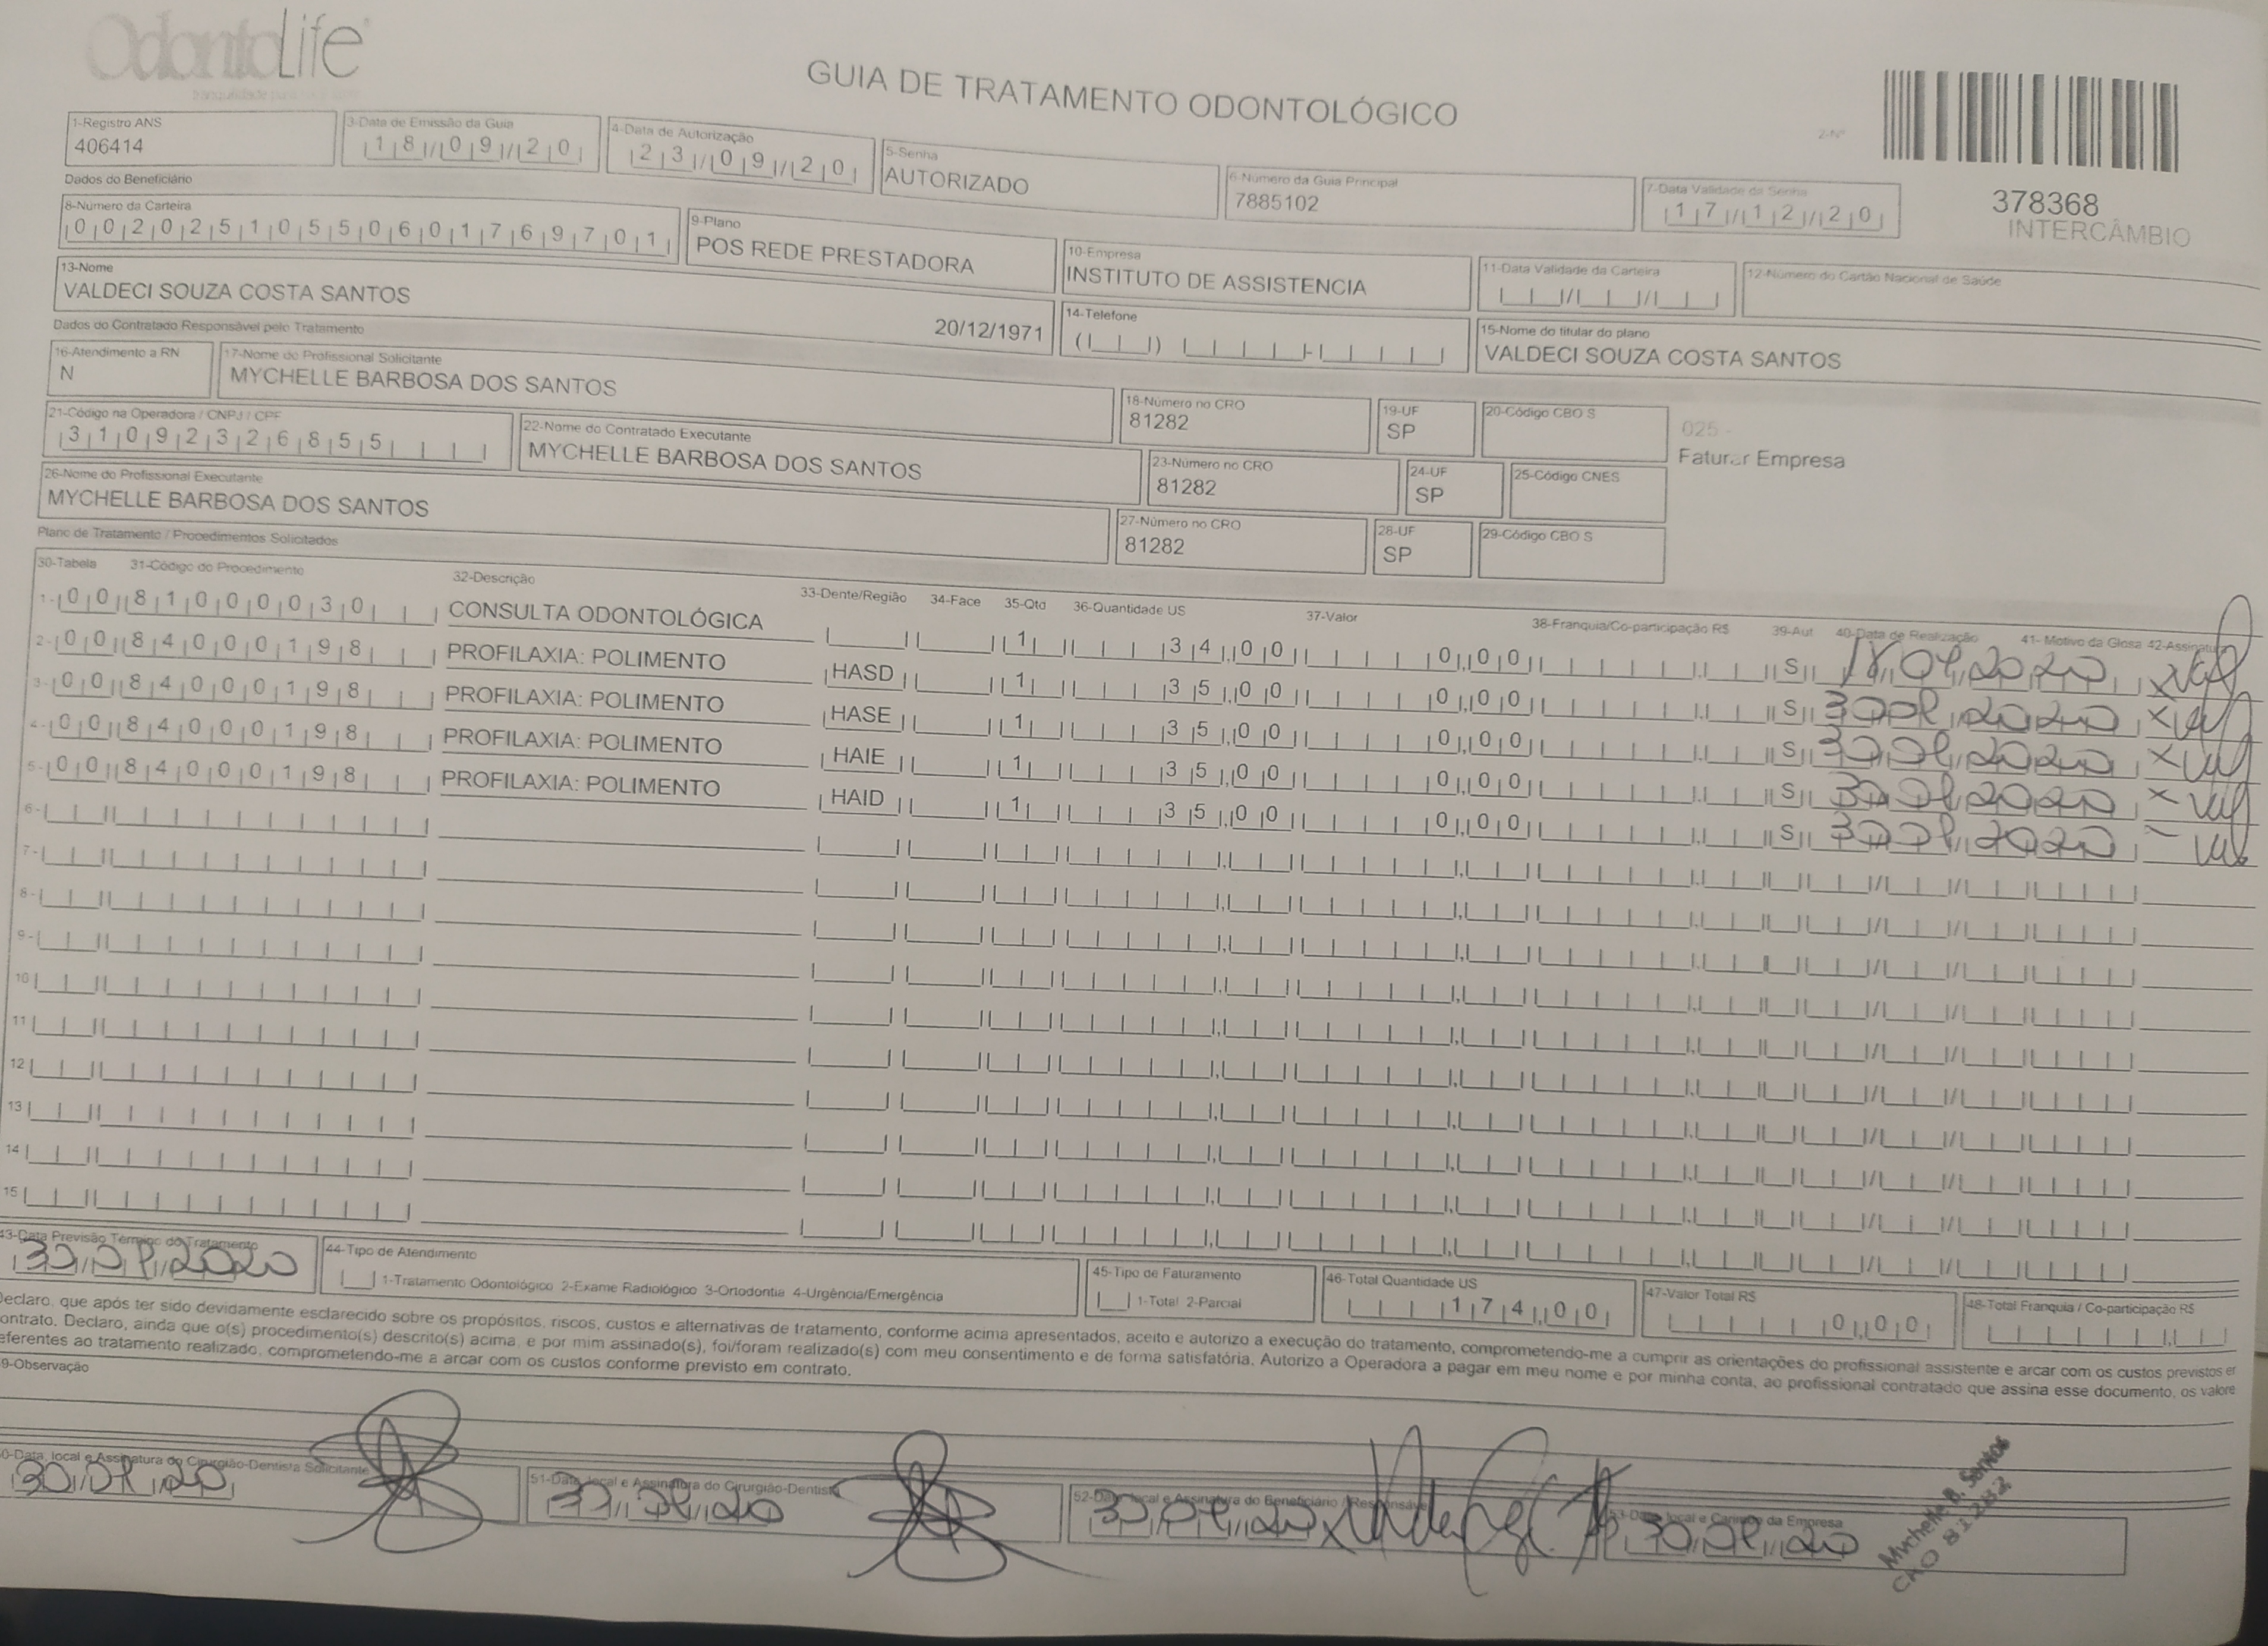 OdontoLife
GUIA DE TRATAMENTO ODONTOLÓGICO
2-Nº
378368
INTERCÂMBIO
1-Registro ANS
406414
3-Data de Emissão da Guia
18/09/20
4-Data de Autorização
23/09/20
5-Senha
AUTORIZADO
6-Número da Guia Principal
7885102
7-Data Validade da Senha
17/12/20
Dados do Beneficiário
8-Número da Carteira
00202510550601769701
9-Plano
POS REDE PRESTADORA
10-Empresa
INSTITUTO DE ASSISTENCIA
11-Data Validade da Carteira
12-Número do Cartão Nacional de Saúde
13-Nome
VALDECI SOUZA COSTA SANTOS
20/12/1971
14-Telefone
15-Nome do titular do plano
VALDECI SOUZA COSTA SANTOS
Dados do Contratado Responsável pelo Tratamento
16-Atendimento a RN
N
17-Nome do Profissional Solicitante
MYCHELLE BARBOSA DOS SANTOS
18-Número no CRO
81282
19-UF
SP
20-Código CBO S
025 -
Faturar Empresa
21-Código na Operadora / CNPJ / CPF
31092326855
22-Nome do Contratado Executante
MYCHELLE BARBOSA DOS SANTOS
23-Número no CRO
81282
24-UF
SP
25-Código CNES
26-Nome do Profissional Executante
MYCHELLE BARBOSA DOS SANTOS
27-Número no CRO
81282
28-UF
SP
29-Código CBO S
Plano de Tratamento / Procedimentos Solicitados
30-Tabela 31-Código do Procedimento 32-Descrição 33-Dente/Região 34-Face 35-Qtd 36-Quantidade US 37-Valor 38-Franquia/Co-participação R$ 39-Aut 40-Data de Realização 41- Motivo da Glosa 42-Assinatura
1- 00 81000030 CONSULTA ODONTOLÓGICA 1 34,00 0,00 S
2- 00 84000198 PROFILAXIA: POLIMENTO HASD 1 35,00 0,00 S
3- 00 84000198 PROFILAXIA: POLIMENTO HASE 1 35,00 0,00 S
4- 00 84000198 PROFILAXIA: POLIMENTO HAIE 1 35,00 0,00 S
5- 00 84000198 PROFILAXIA: POLIMENTO HAID 1 35,00 0,00 S
6-
7-
8-
9-
10
11
12
13
14
15
43-Data Previsão Termino do Tratamento
44-Tipo de Atendimento
1-Tratamento Odontológico 2-Exame Radiológico 3-Ortodontia 4-Urgência/Emergência
45-Tipo de Faturamento
1-Total 2-Parcial
46-Total Quantidade US
174,00
47-Valor Total R$
0,00
48-Total Franquia / Co-participação R$
Declaro, que após ter sido devidamente esclarecido sobre os propósitos, riscos, custos e alternativas de tratamento, conforme acima apresentados, aceito e autorizo a execução do tratamento, comprometendo-me a cumprir as orientações do profissional assistente e arcar com os custos previstos er
ontrato. Declaro, ainda que o(s) procedimento(s) descrito(s) acima, e por mim assinado(s), foi/foram realizado(s) com meu consentimento e de forma satisfatória. Autorizo a Operadora a pagar em meu nome e por minha conta, ao profissional contratado que assina esse documento, os valore
eferentes ao tratamento realizado, comprometendo-me a arcar com os custos conforme previsto em contrato.
9-Observação
0-Data, local e Assinatura do Cirurgião-Dentista Solicitante
51-Data, local e Assinatura do Cirurgião-Dentista
52-Data, local e Assinatura do Beneficiário / Responsável
53-Data, local e Carimbo da Empresa
Mychelle B. Santos
CRO 81282